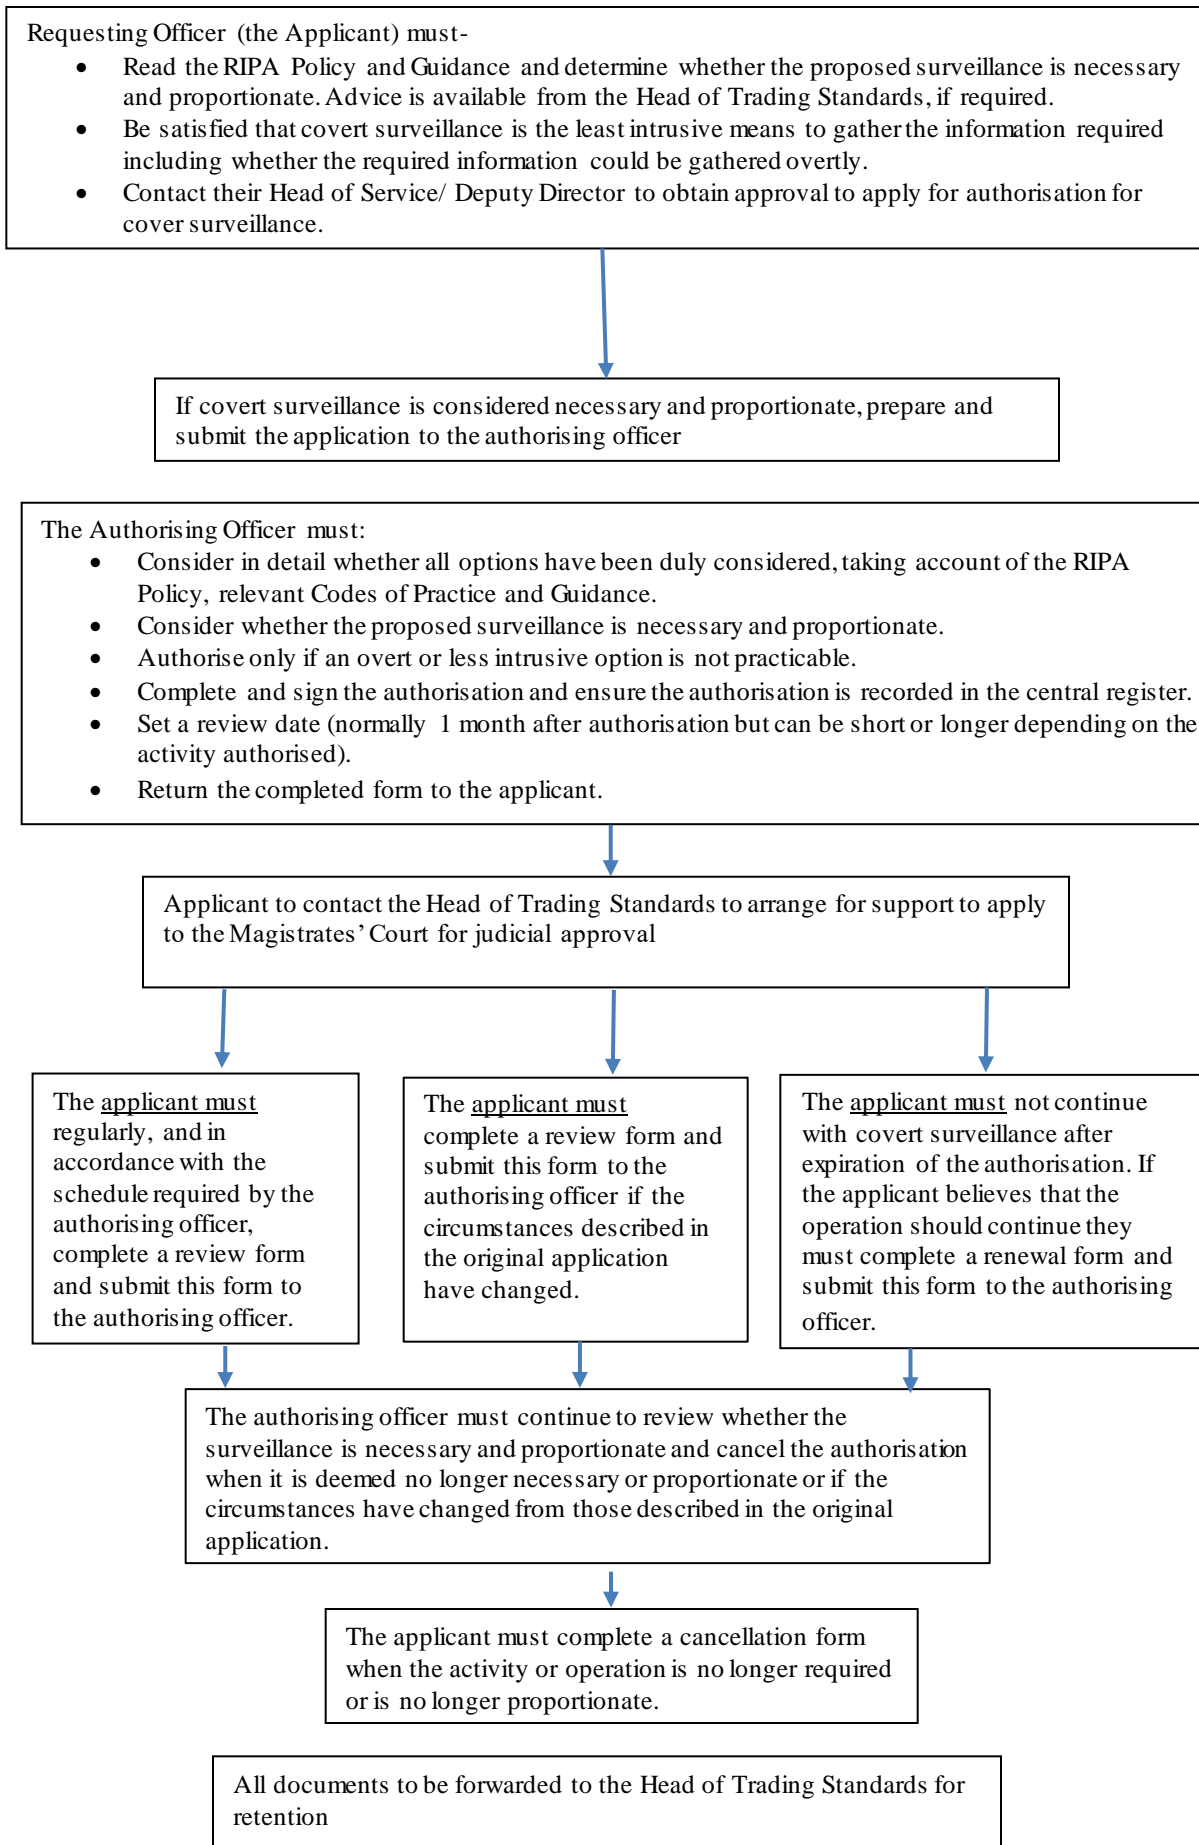 Requesting Officer (the Applicant) must-
• Read the RIPA Policy and Guidance and determine whether the proposed surveillance is necessary
and proportionate. Advice is available from the Head of Trading Standards, if required.
• Be satisfied that covert surveillance is the least intrusive means to gather the information required
including whether the required information could be gathered overtly.
• Contact their Head of Service/ Deputy Director to obtain approval to apply for authorisation for
cover surveillance.
If covert surveillance is considered necessary and proportionate, prepare and
submit the application to the authorising officer
The Authorising Officer must:
• Consider in detail whether all options have been duly considered, taking account of the RIPA
Policy, relevant Codes of Practice and Guidance.
• Consider whether the proposed surveillance is necessary and proportionate.
• Authorise only if an overt or less intrusive option is not practicable.
• Complete and sign the authorisation and ensure the authorisation is recorded in the central register.
• Set a review date (normally 1 month after authorisation but can be short or longer depending on the
activity authorised).
• Return the completed form to the applicant.
Applicant to contact the Head of Trading Standards to arrange for support to apply
to the Magistrates’ Court for judicial approval
The applicant must
regularly, and in
accordance with the
schedule required by the
authorising officer,
complete a review form
and submit this form to
the authorising officer.
The applicant must
complete a review form and
submit this form to the
authorising officer if the
circumstances described in
the original application
have changed.
The applicant must not continue
with covert surveillance after
expiration of the authorisation. If
the applicant believes that the
operation should continue they
must complete a renewal form and
submit this form to the authorising
officer.
The authorising officer must continue to review whether the
surveillance is necessary and proportionate and cancel the authorisation
when it is deemed no longer necessary or proportionate or if the
circumstances have changed from those described in the original
application.
The applicant must complete a cancellation form
when the activity or operation is no longer required
or is no longer proportionate.
All documents to be forwarded to the Head of Trading Standards for
retention